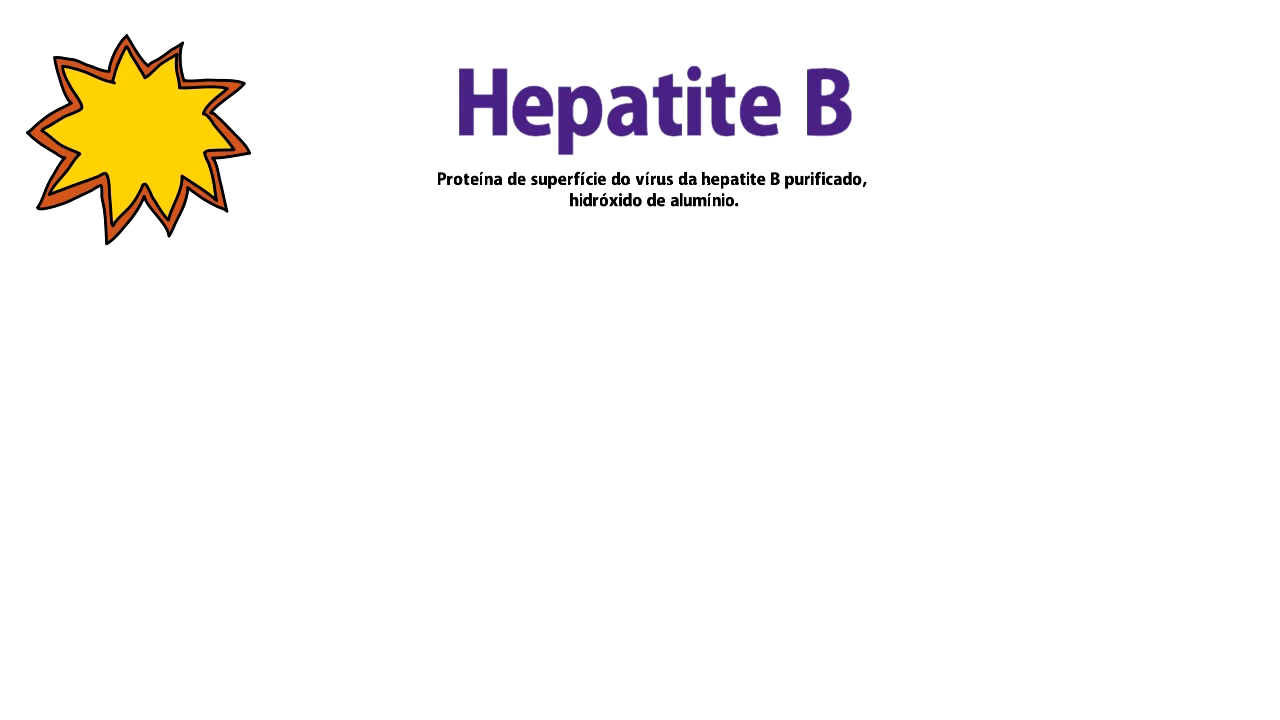 Hepatite B
Proteína de superfície do vírus da hepatite B purificado,
hidróxido de alumínio.